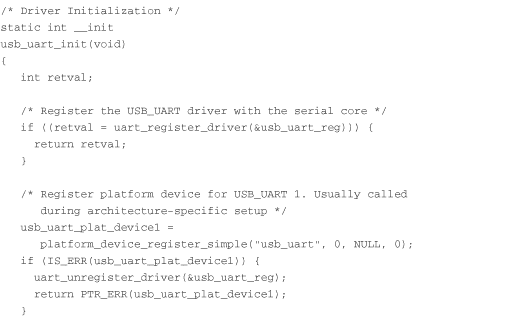 /* Driver Initialization */
static int __init
usb_uart_init(void)
{
   int retval;

   /* Register the USB_UART driver with the serial core */
   if ((retval = uart_register_driver(&usb_uart_reg))) {
     return retval;
   }

   /* Register platform device for USB_UART 1. Usually called
      during architecture-specific setup */
   usb_uart_plat_device1 =
      platform_device_register_simple("usb_uart", 0, NULL, 0);
   if (IS_ERR(usb_uart_plat_device1)) {
     uart_unregister_driver(&usb_uart_reg);
     return PTR_ERR(usb_uart_plat_device1);
   }